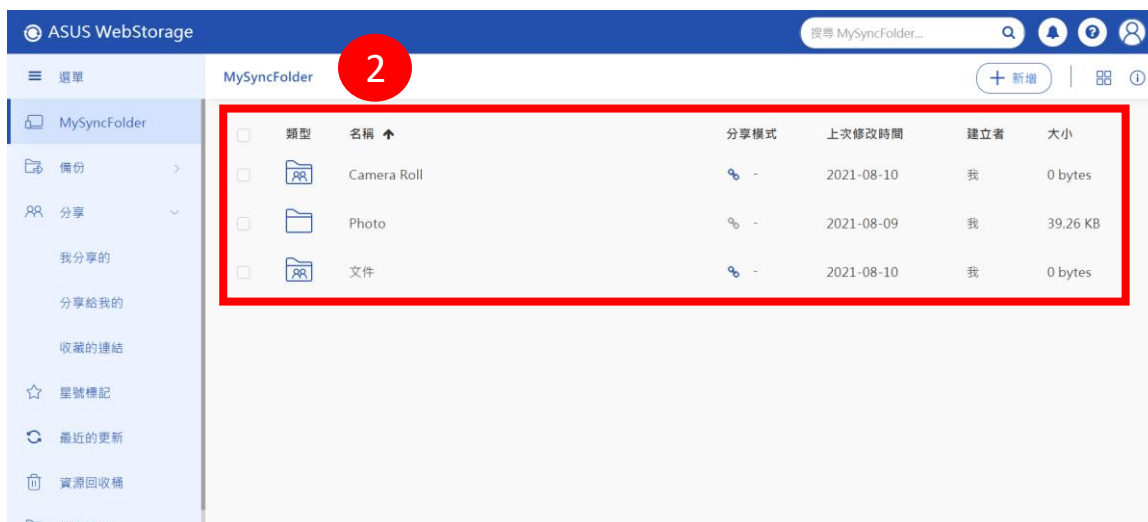 ASUS WebStorage
搜尋 MySyncFolder...
選單
MySyncFolder
2
新增
MySyncFolder
備份
分享
我分享的
分享給我的
收藏的連結
星號標記
最近的更新
資源回收桶
類型 名稱 分享模式 上次修改時間 建立者 大小
Camera Roll - 2021-08-10 我 0 bytes
Photo - 2021-08-09 我 39.26 KB
文件 - 2021-08-10 我 0 bytes